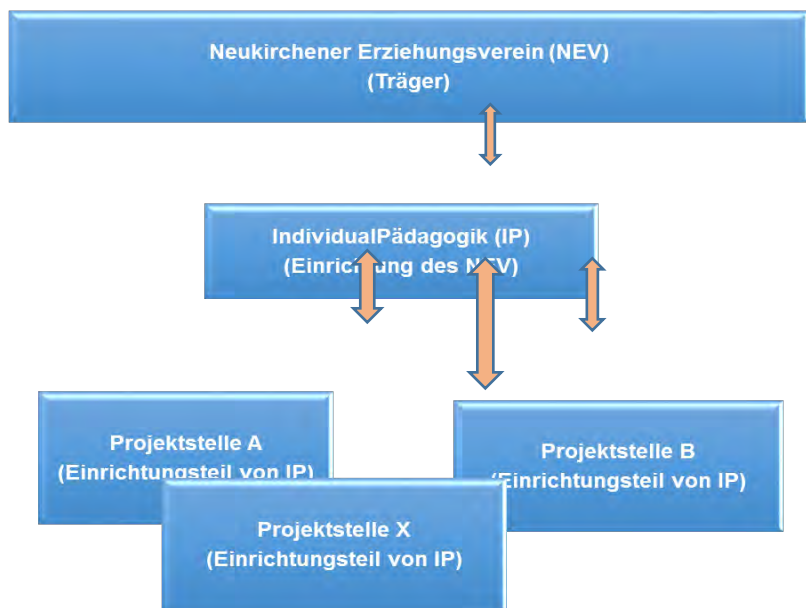 Neukirchener Erziehungsverein (NEV)
(Träger)
IndividualPädagogik (IP)
(Einrichtung des NEV)
Projektstelle A
(Einrichtungsteil von IP)
Projektstelle B
(Einrichtungsteil von IP)
Projektstelle X
(Einrichtungsteil von IP)